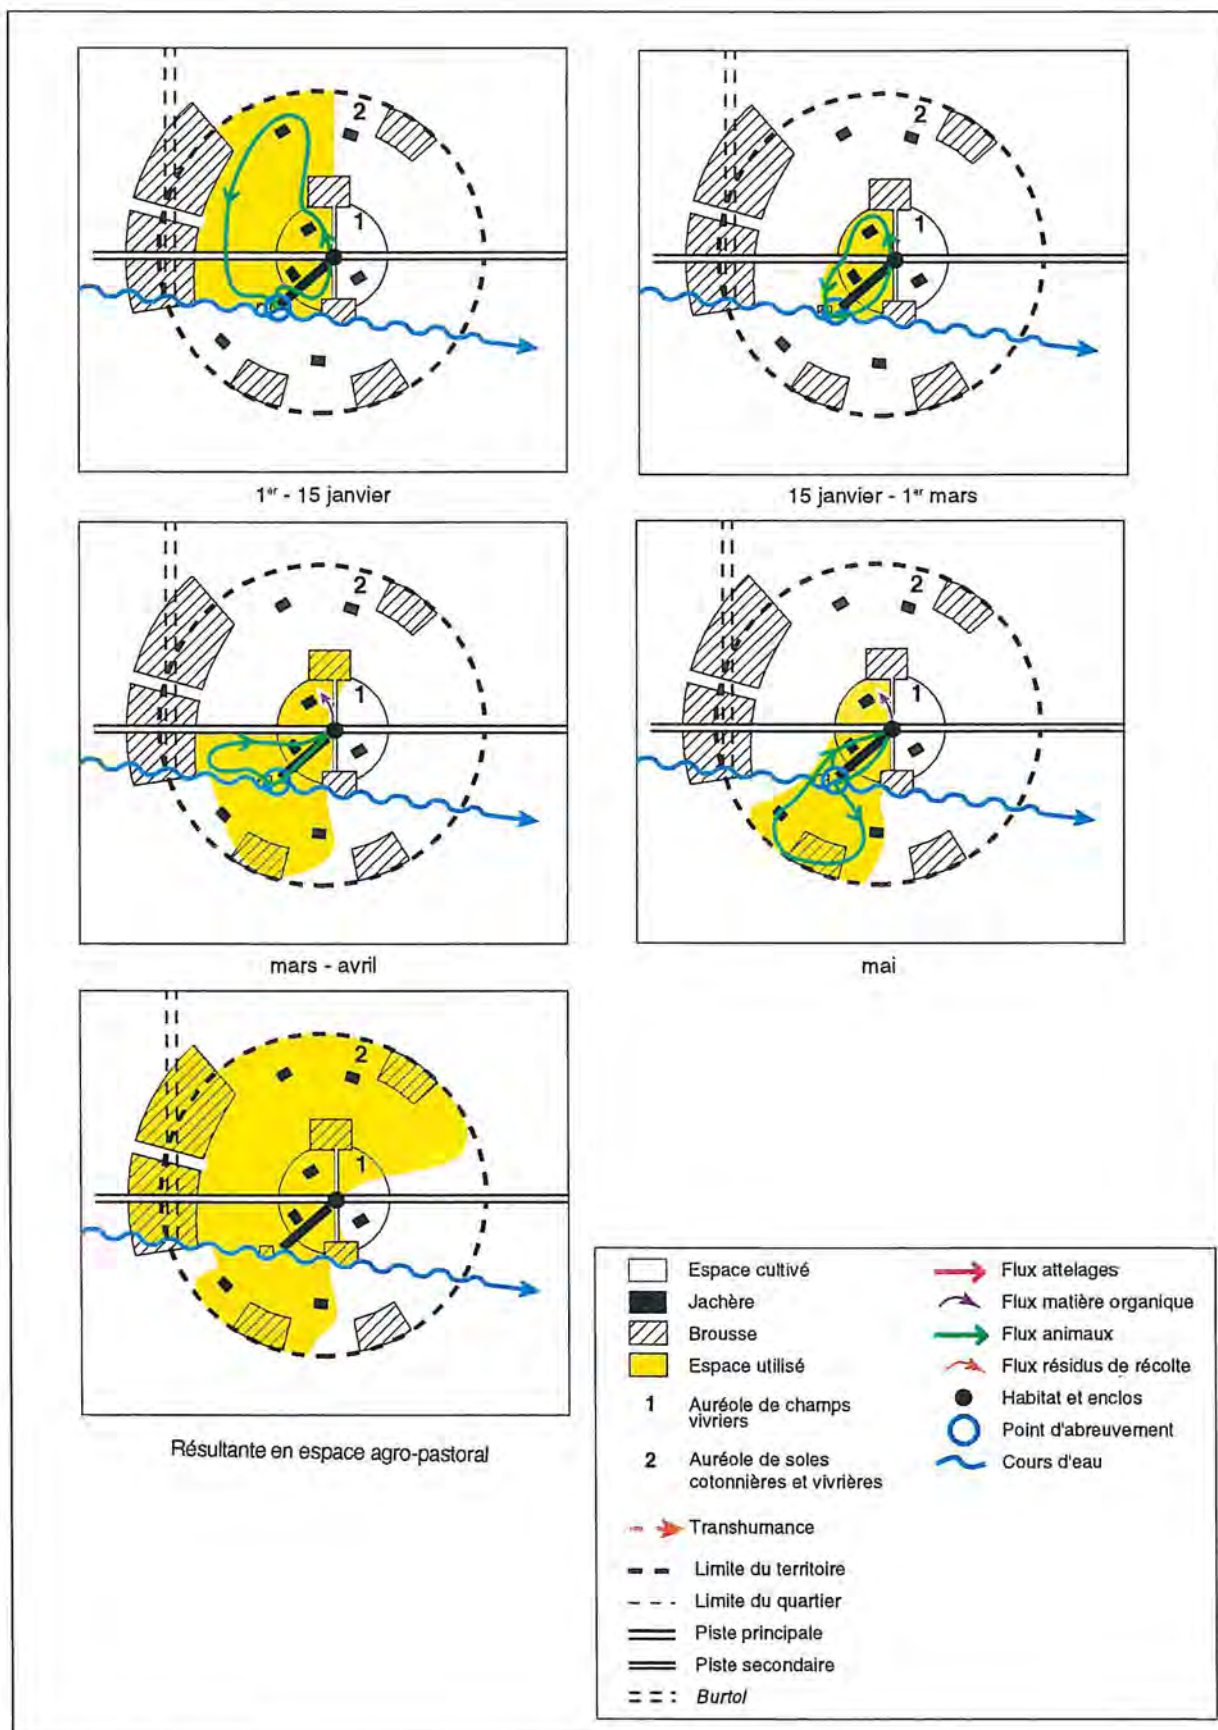 2
1
1er - 15 janvier
2
1
15 janvier - 1er mars
2
1
mars - avril
2
1
mai
2
1
Résultante en espace agro-pastoral
Espace cultivé
Jachère
Brousse
Espace utilisé
1 Auréole de champs
vivriers
2 Auréole de soles
cotonnières et vivrières
Transhumance
Limite du territoire
Limite du quartier
Piste principale
Piste secondaire
Burtol
Flux attelages
Flux matière organique
Flux animaux
Flux résidus de récolte
Habitat et enclos
Point d'abreuvement
Cours d'eau